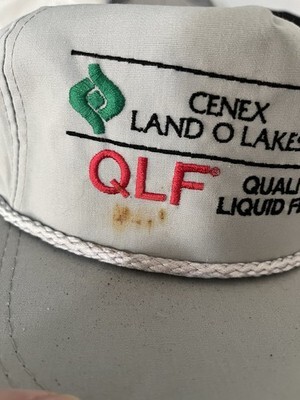 CENEX
LAND O LAKES
QLF®
QUALI
LIQUID F